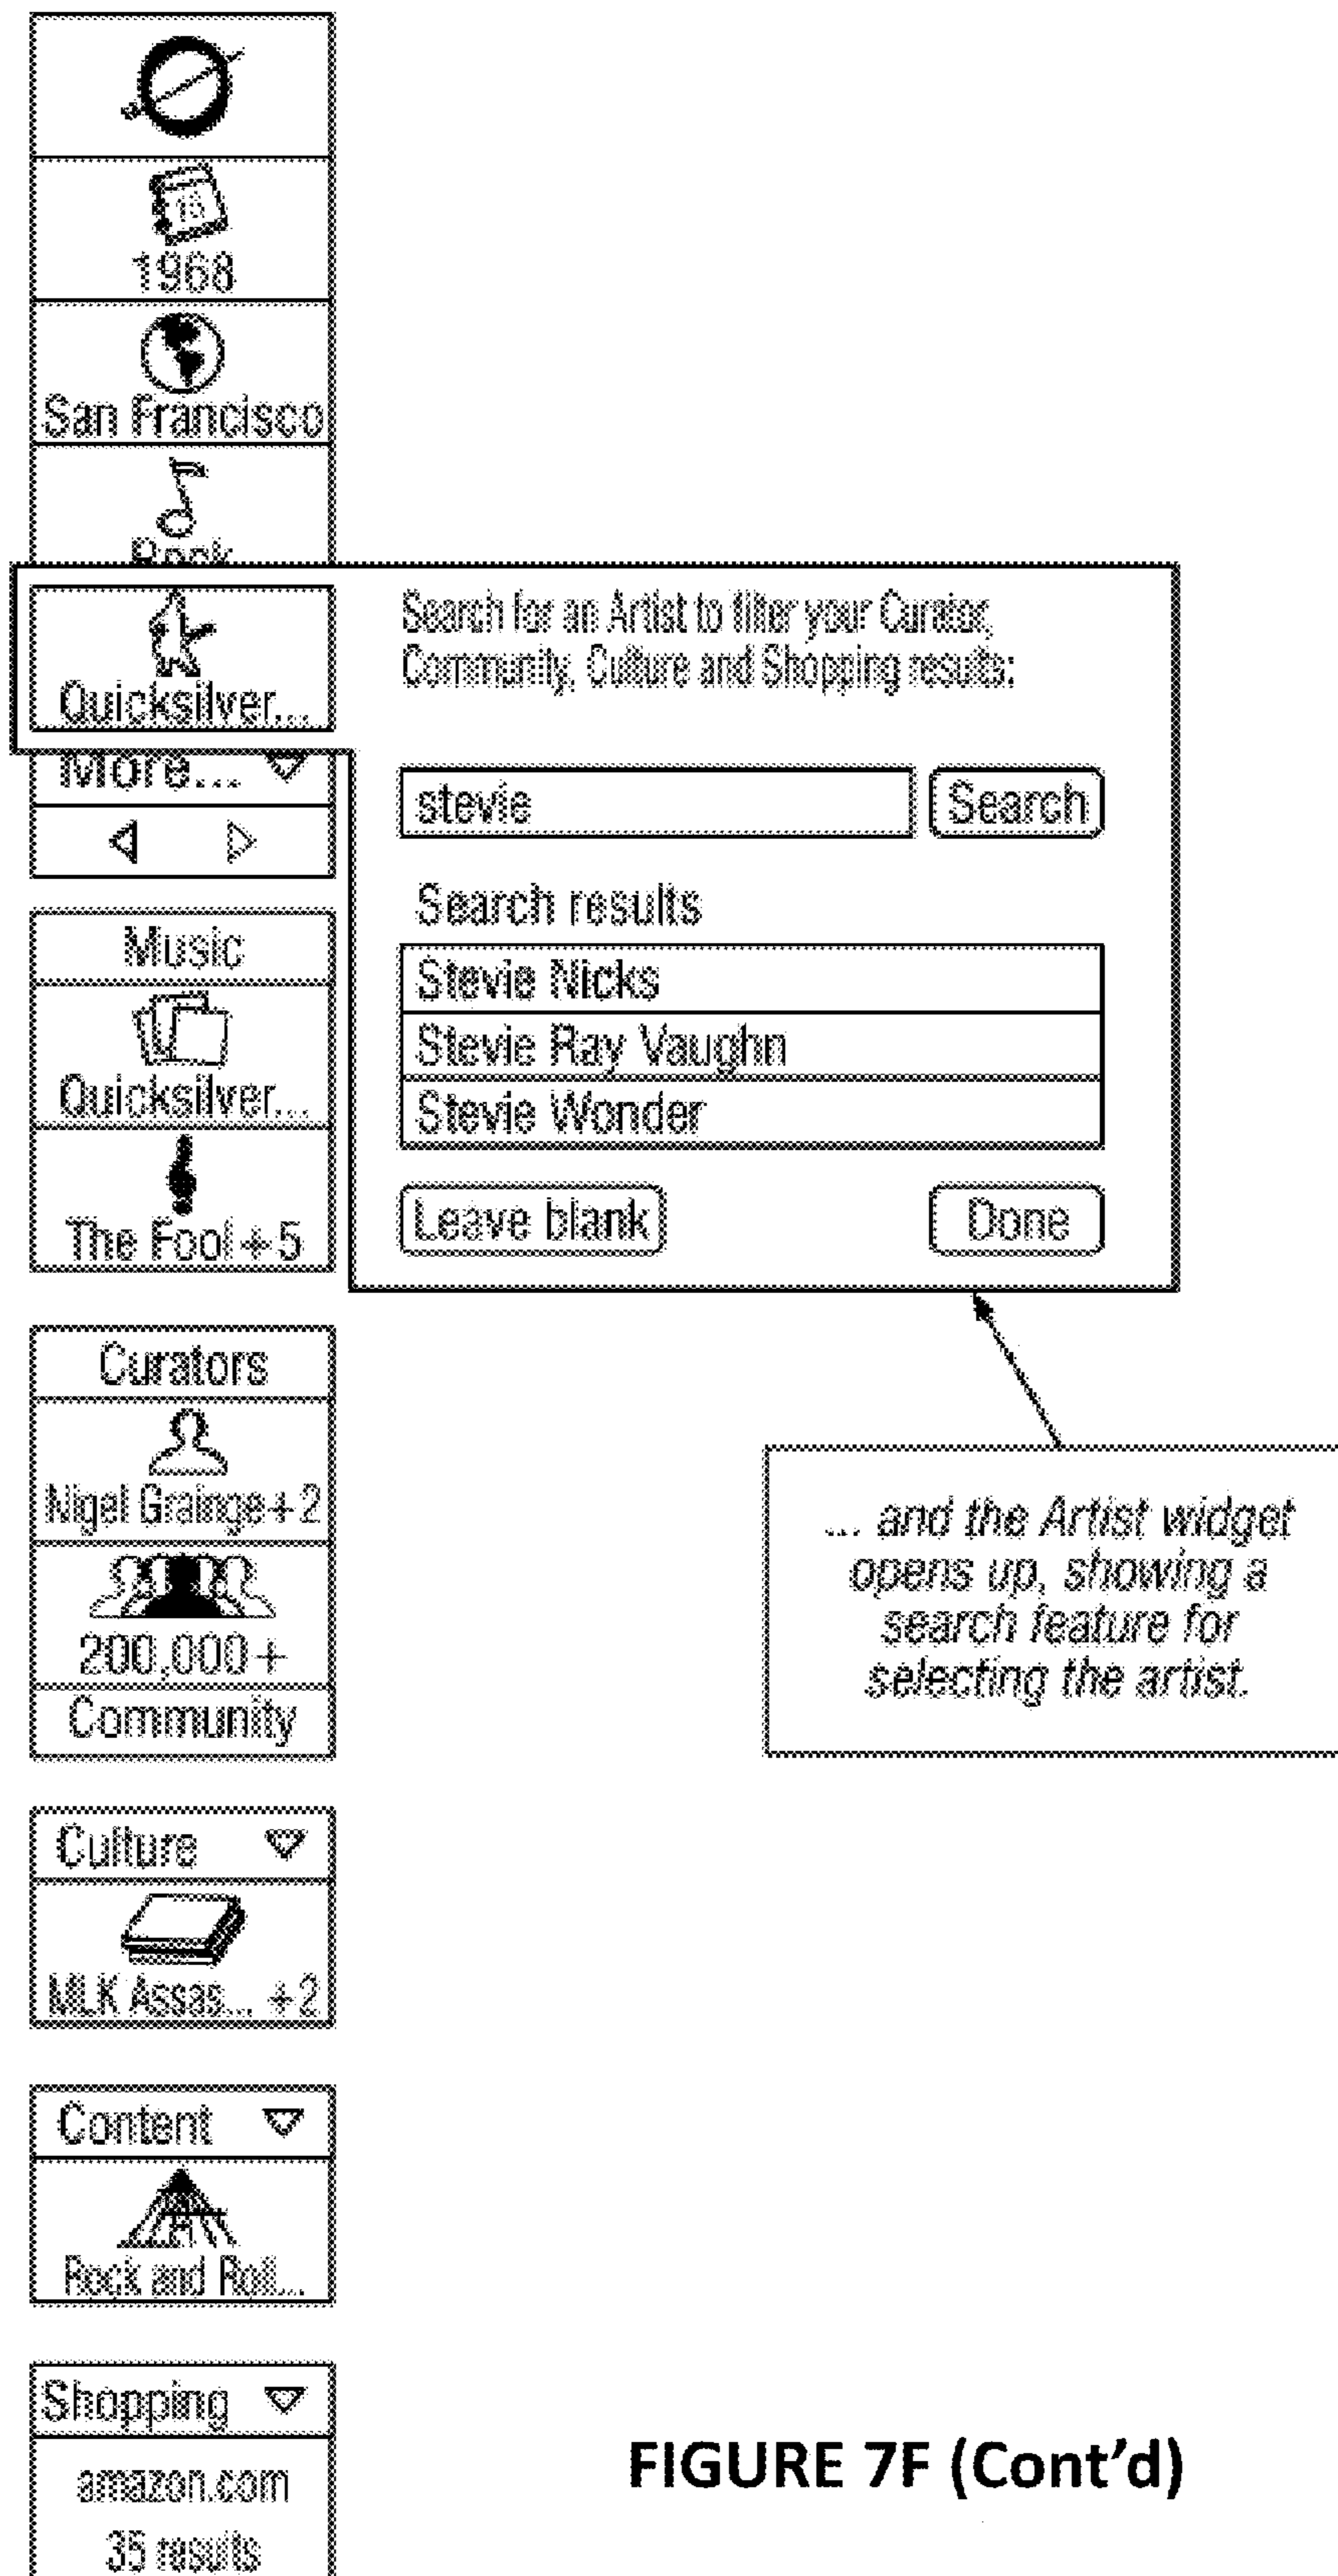 1968
San Francisco
Rock
Quicksilver...
More...
Search for an Artist to filter your Curator,
Community, Culture and Shopping results:
stevie
Search
Search results
Stevie Nicks
Stevie Ray Vaughn
Stevie Wonder
Leave blank
Done
Music
Quicksilver...
The Fool +5
Curators
Nigel Grainge+2
200,000+
Community
... and the Artist widget
opens up, showing a
search feature for
selecting the artist.
Culture
MLK Assas... +2
Content
Rock and Roll...
Shopping
amazon.com
35 results
FIGURE 7F (Cont’d)